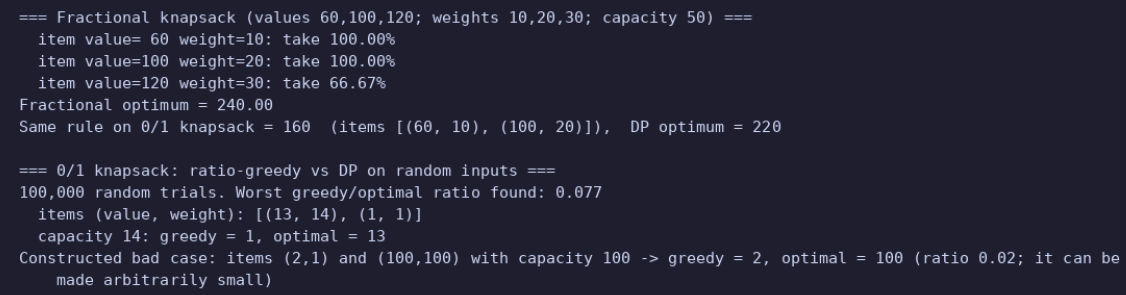 === Fractional knapsack (values 60,100,120; weights 10,20,30; capacity 50) ===
  item value= 60 weight=10: take 100.00%
  item value=100 weight=20: take 100.00%
  item value=120 weight=30: take 66.67%
Fractional optimum = 240.00
Same rule on 0/1 knapsack = 160  (items [(60, 10), (100, 20)]),  DP optimum = 220

=== 0/1 knapsack: ratio-greedy vs DP on random inputs ===
100,000 random trials. Worst greedy/optimal ratio found: 0.077
  items (value, weight): [(13, 14), (1, 1)]
  capacity 14: greedy = 1, optimal = 13
Constructed bad case: items (2,1) and (100,100) with capacity 100 -> greedy = 2, optimal = 100 (ratio 0.02; it can be
    made arbitrarily small)